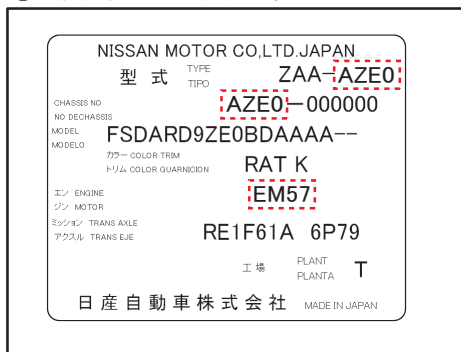 NISSAN MOTOR CO,LTD.JAPAN
型 式 TYPE TIPO ZAA-AZE0
CHASSIS NO
NO DECHASSIS AZE0-000000
MODEL
MODELO FSDARD9ZE0BDAAAA--
カラー COLOR TRIM
トリム COLOR GUARNICION RAT K
エン ENGINE
ジン MOTOR EM57
ミッション TRANS AXLE
アクスル TRANS EJE RE1F61A 6P79
工 場 PLANT PLANTA T
日 産 自 動 車 株 式 会 社 MADE IN JAPAN